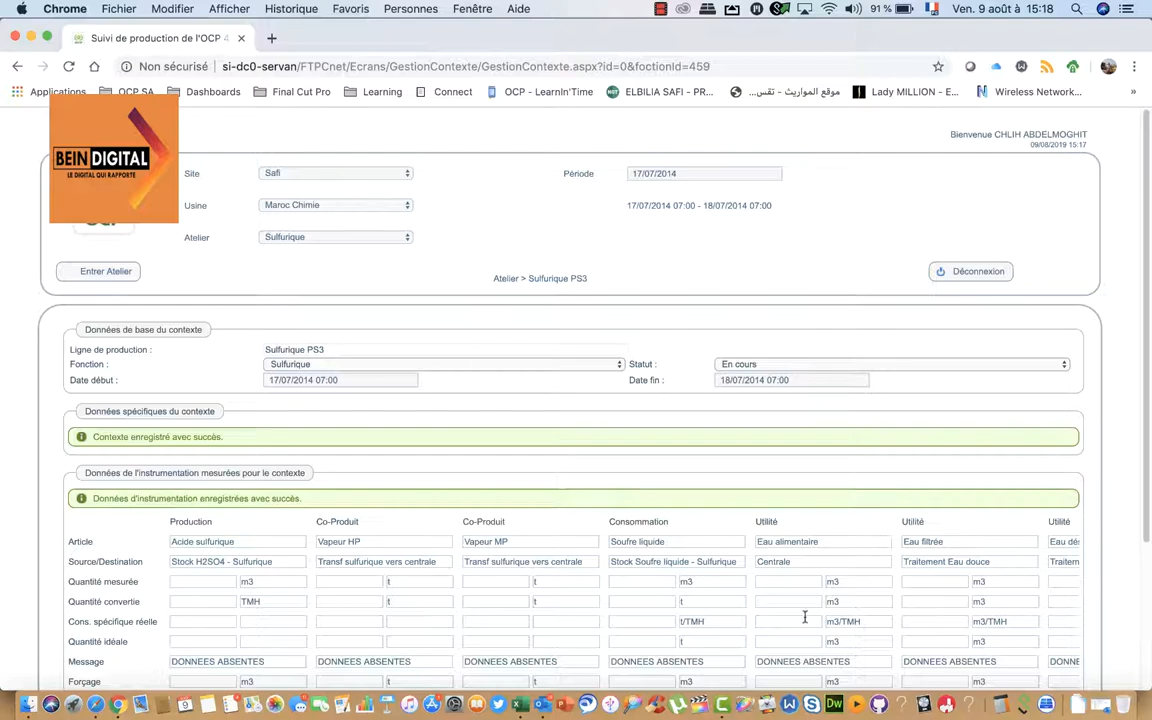 Chrome Fichier Modifier Afficher Historique Favoris Personnes Fenêtre Aide 91 % Ven. 9 août à 15:18
Suivi de production de l'OCP
Non sécurisé si-dc0-servan/FTPCnet/Ecrans/GestionContexte/GestionContexte.aspx?id=0&foctionId=459
Applications OCP SA Dashboards Final Cut Pro Learning Connect OCP - LearnIn'Time ELBILIA SAFI - PR... موقع المواريث - تقس... Lady MILLION - E... Wireless Network... »
Bienvenue CHLIH ABDELMOGHIT
09/08/2019 15:17
BEIN DIGITAL
LE DIGITAL QUI RAPPORTE
Site Safi Période 17/07/2014
Usine Maroc Chimie 17/07/2014 07:00 - 18/07/2014 07:00
Atelier Sulfurique
Entrer Atelier Atelier > Sulfurique PS3 Déconnexion
Données de base du contexte
Ligne de production : Sulfurique PS3
Fonction : Sulfurique Statut : En cours
Date début : 17/07/2014 07:00 Date fin : 18/07/2014 07:00
Données spécifiques du contexte
Contexte enregistré avec succès.
Données de l'instrumentation mesurées pour le contexte
Données d'instrumentation enregistrées avec succès.
Production Co-Produit Co-Produit Consommation Utilité Utilité Utilité
Article Acide sulfurique Vapeur HP Vapeur MP Soufre liquide Eau alimentaire Eau filtrée Eau dés
Source/Destination Stock H2SO4 - Sulfurique Transf sulfurique vers centrale Transf sulfurique vers centrale Stock Soufre liquide - Sulfurique Centrale Traitement Eau douce Traitem
Quantité mesurée m3 t t m3 m3 m3
Quantité convertie TMH t t t m3 m3
Cons. spécifique réelle t/TMH m3/TMH m3/TMH
Quantité idéale t m3 m3
Message DONNEES ABSENTES DONNEES ABSENTES DONNEES ABSENTES DONNEES ABSENTES DONNEES ABSENTES DONNEES ABSENTES DONNE
Forçage m3 t t m3 m3 m3